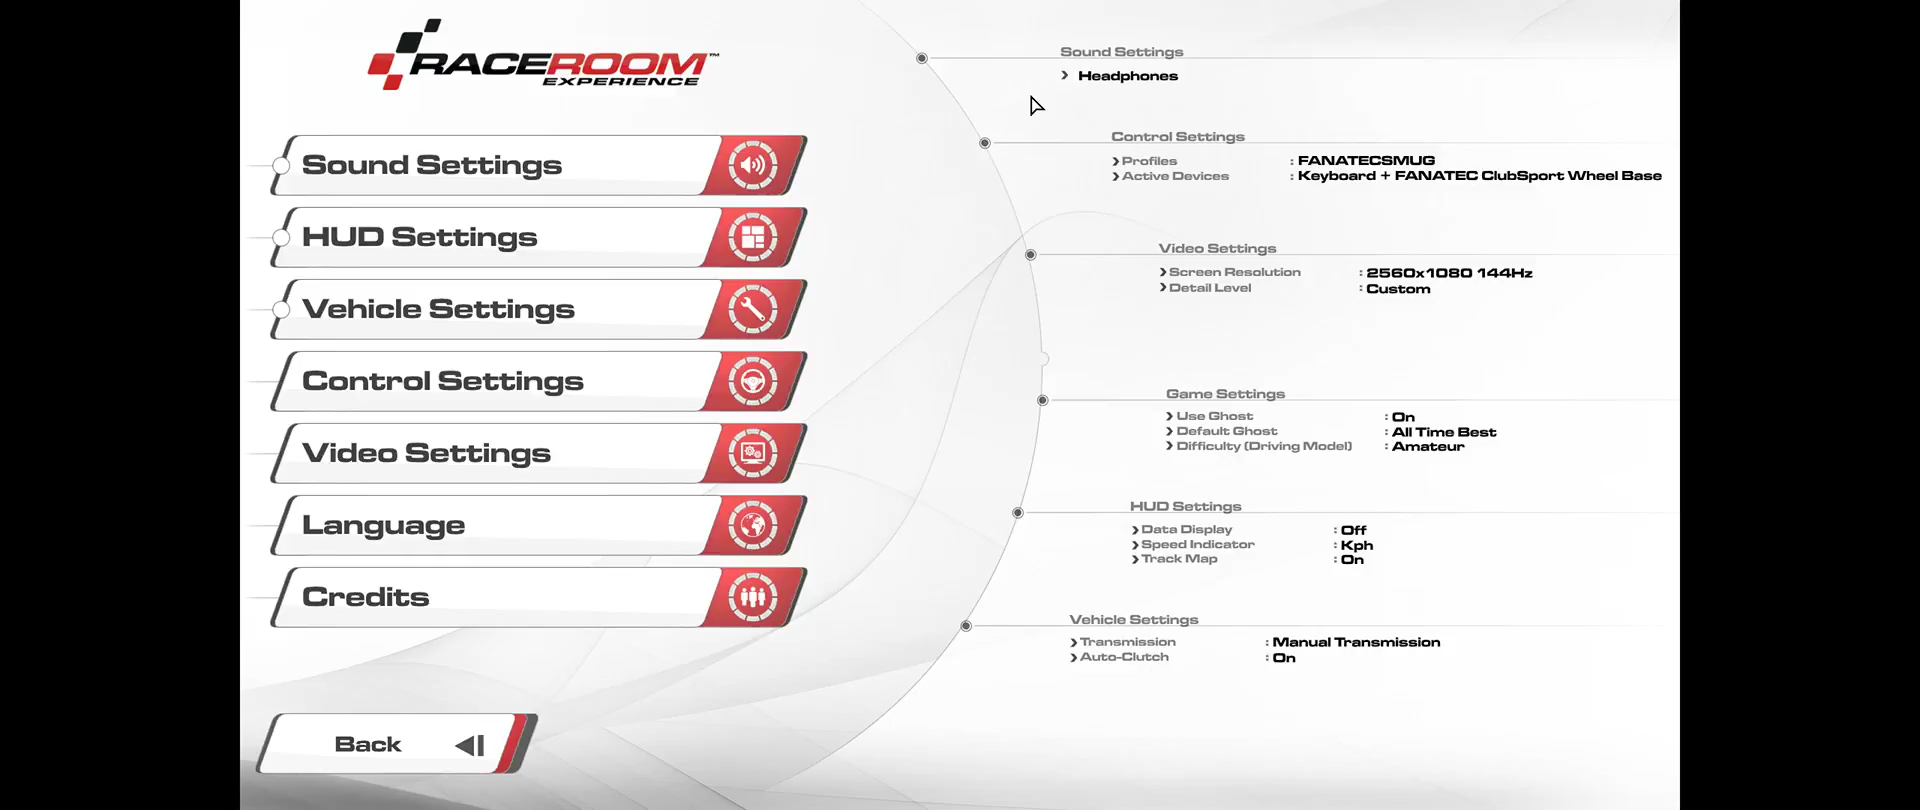 RACEROOM™
EXPERIENCE
Sound Settings
HUD Settings
Vehicle Settings
Control Settings
Video Settings
Language
Credits
Back
Sound Settings
Headphones
Control Settings
Profiles : FANATECSMUG
Active Devices : Keyboard + FANATEC ClubSport Wheel Base
Video Settings
Screen Resolution : 2560x1080 144Hz
Detail Level : Custom
Game Settings
Use Ghost : On
Default Ghost : All Time Best
Difficulty (Driving Model) : Amateur
HUD Settings
Data Display : Off
Speed Indicator : Kph
Track Map : On
Vehicle Settings
Transmission : Manual Transmission
Auto-Clutch : On